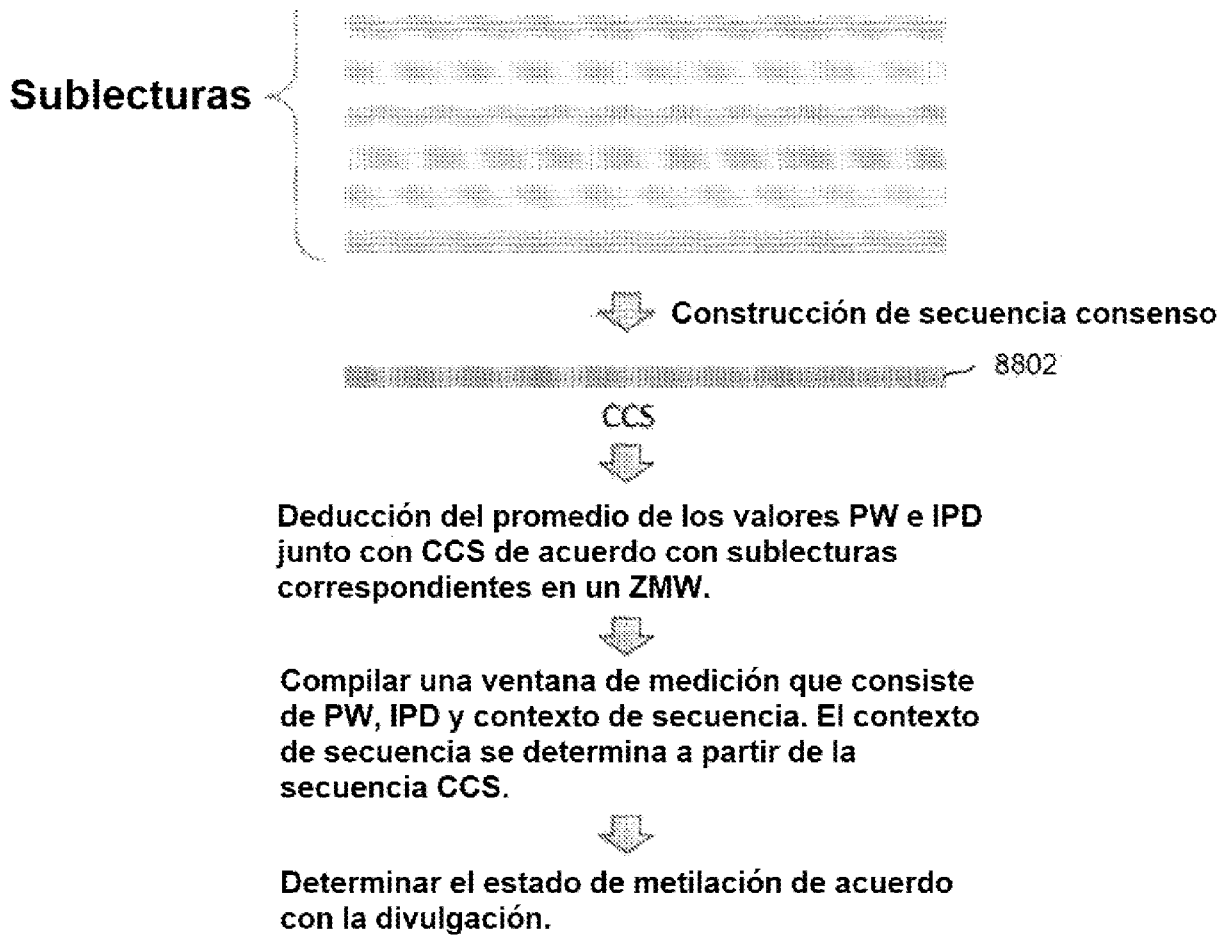 Sublecturas
Construcción de secuencia consenso
8802
CCS
Deducción del promedio de los valores PW e IPD
junto con CCS de acuerdo con sublecturas
correspondientes en un ZMW.
Compilar una ventana de medición que consiste
de PW, IPD y contexto de secuencia. El contexto
de secuencia se determina a partir de la
secuencia CCS.
Determinar el estado de metilación de acuerdo
con la divulgación.